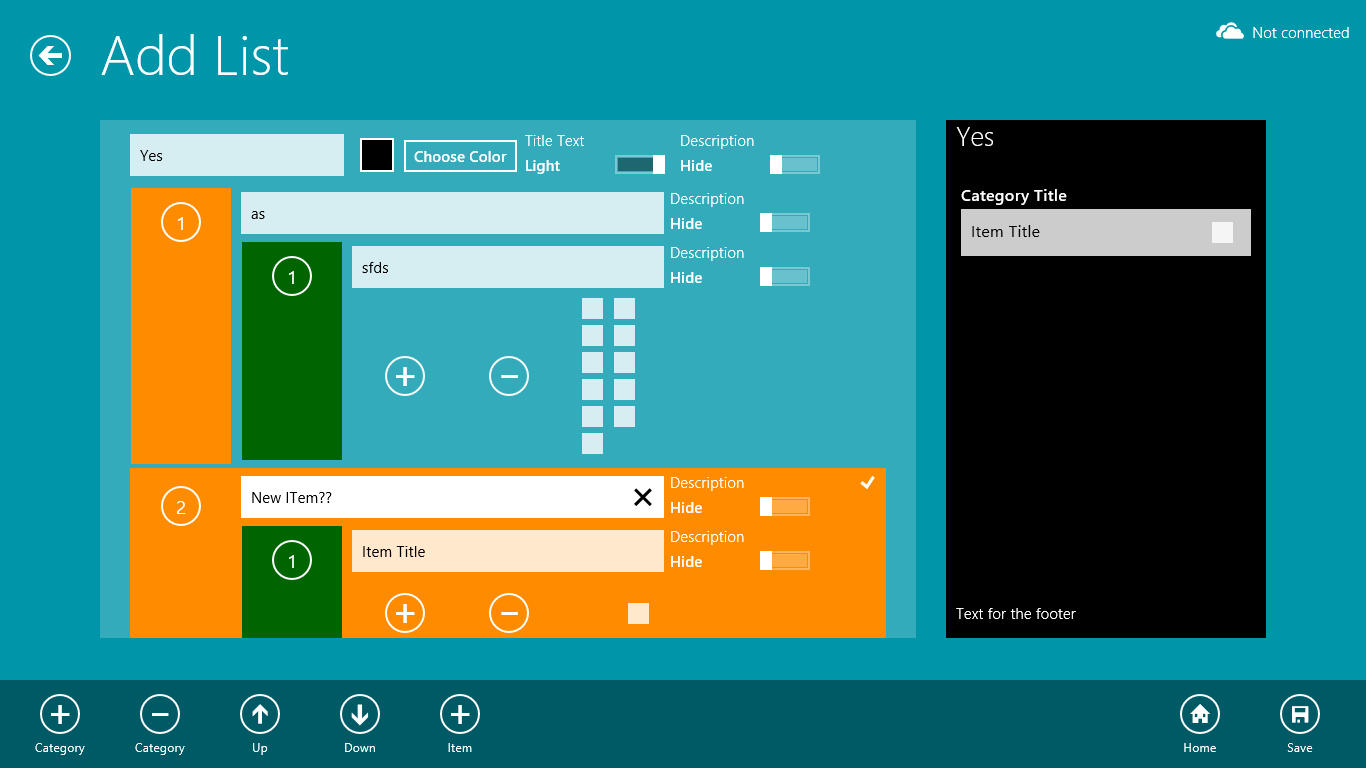 Add List
Not connected
Yes
Choose Color
Title Text
Light
Description
Hide
1
as
Description
Hide
1
sfds
Description
Hide
2
New ITem??
Description
Hide
1
Item Title
Description
Hide
Yes
Category Title
Item Title
Text for the footer
Category
Category
Up
Down
Item
Home
Save